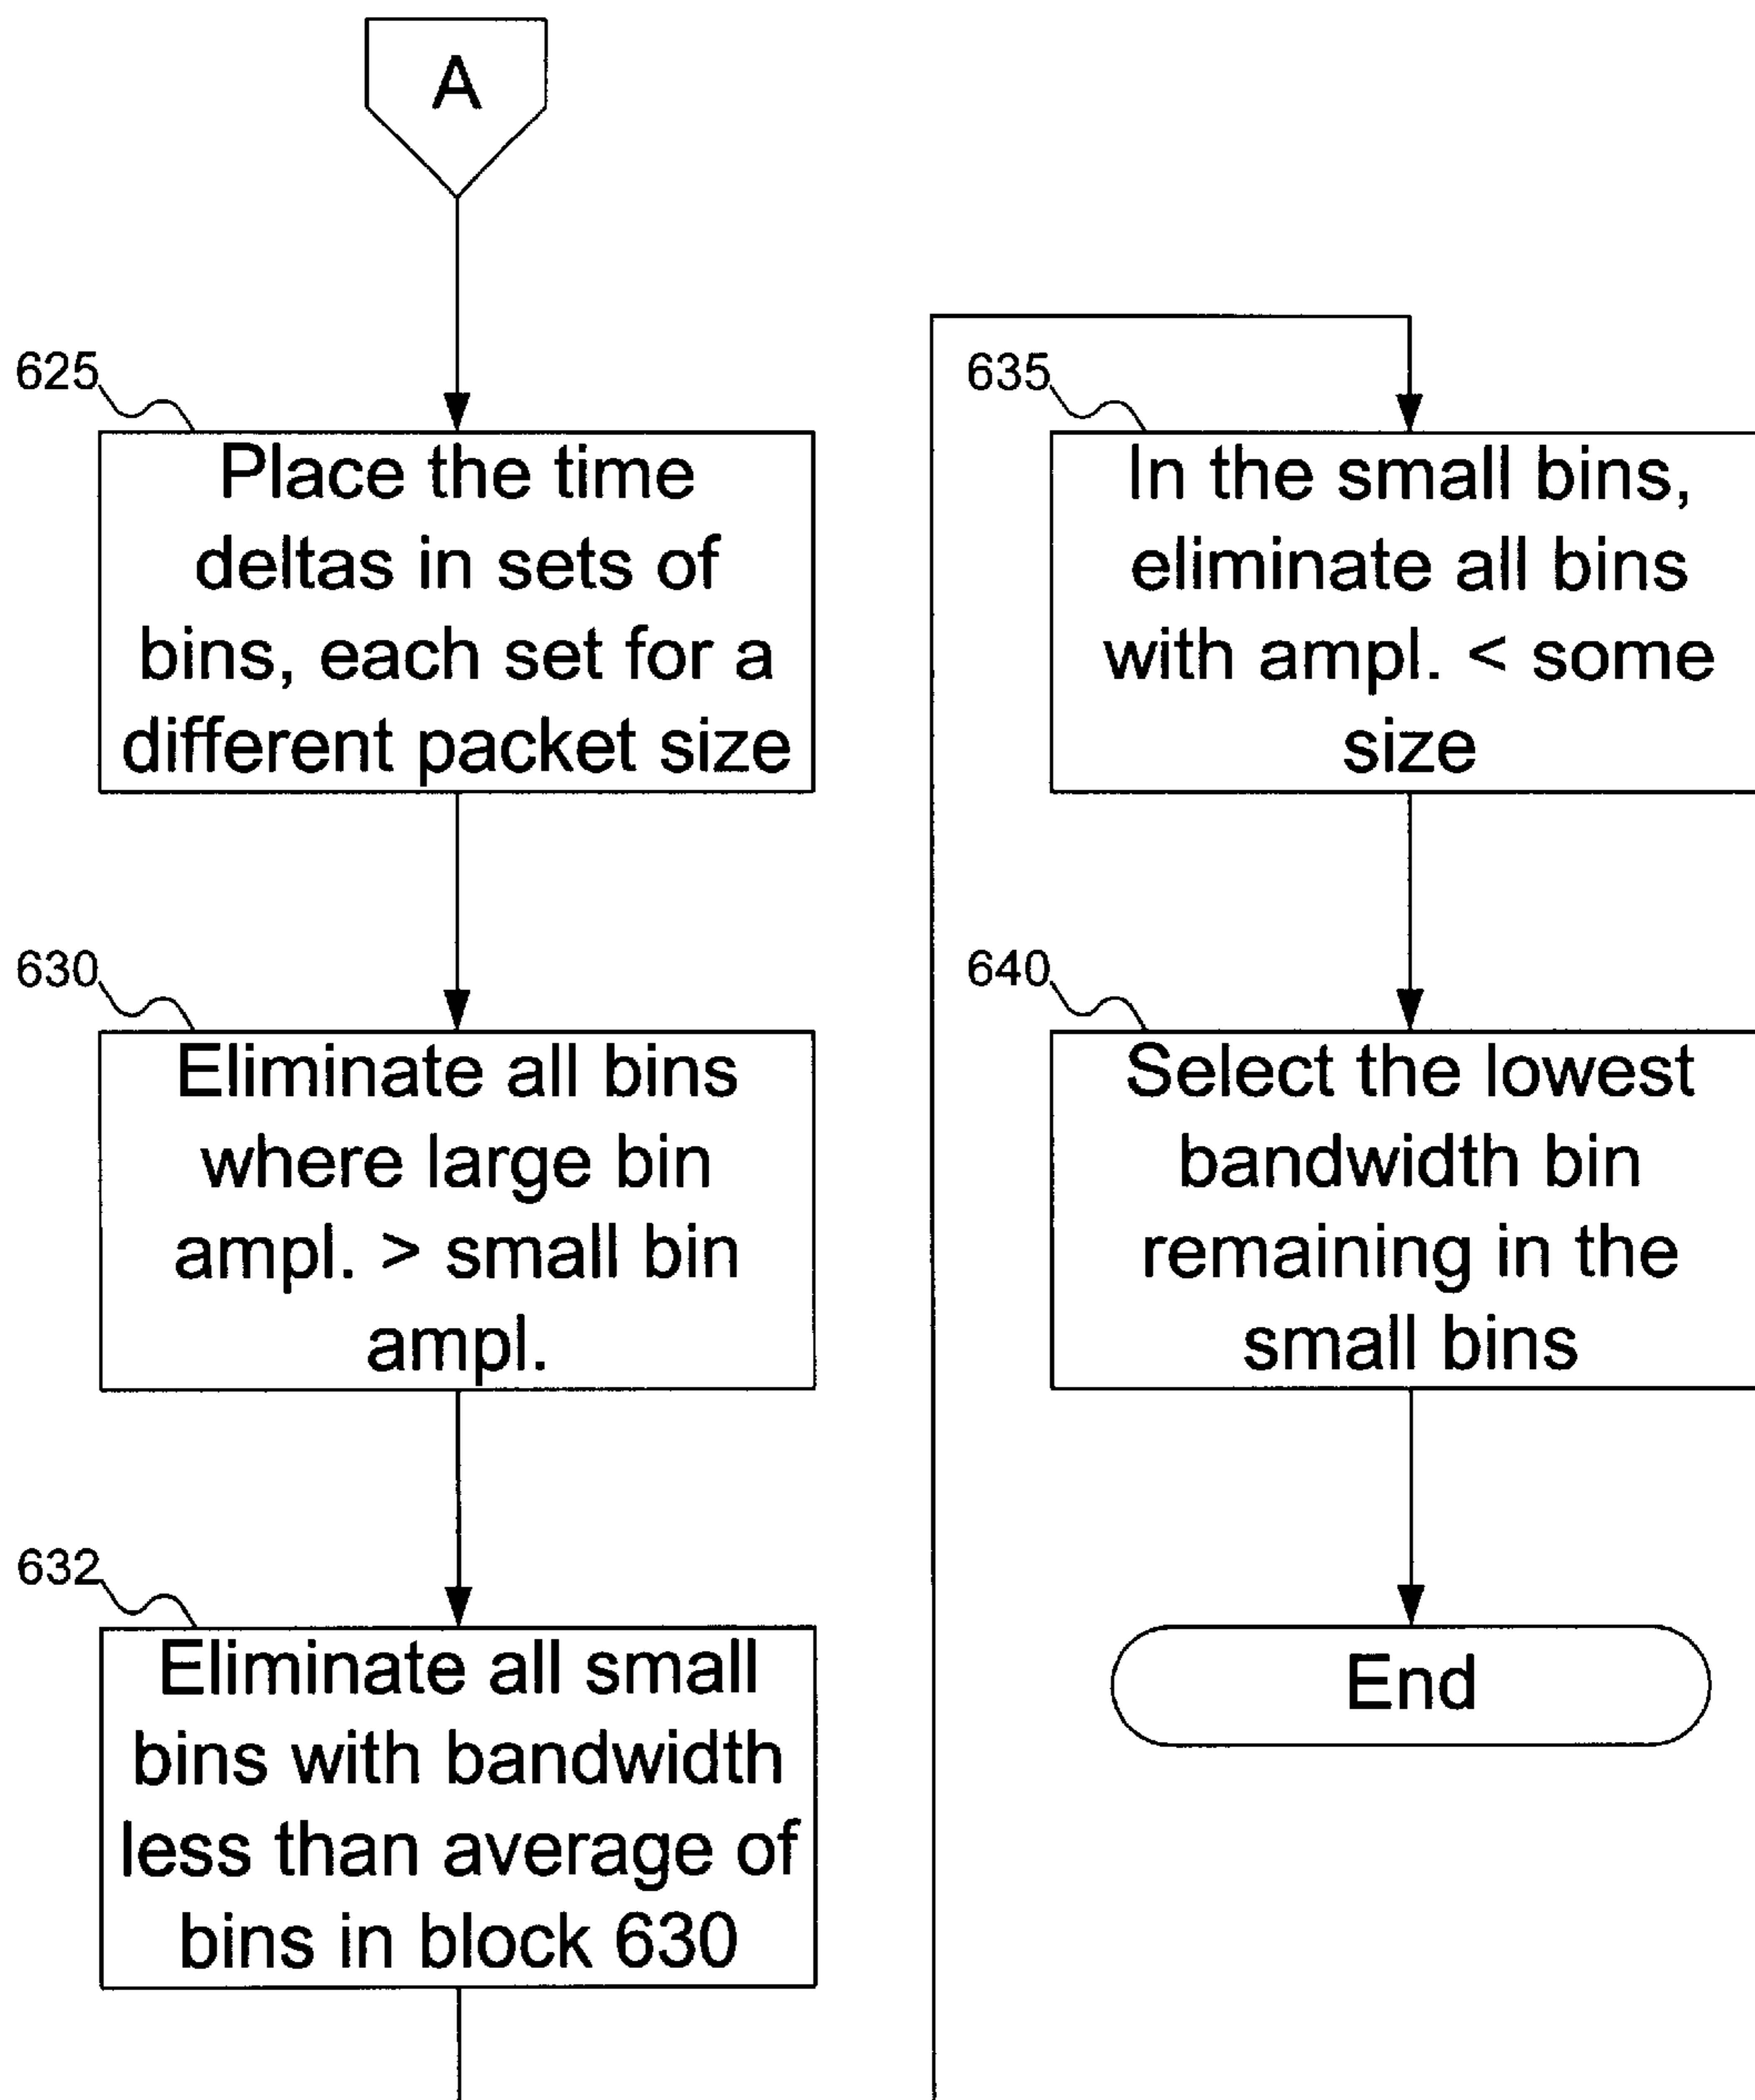 A
625
Place the time
deltas in sets of
bins, each set for a
different packet size
630
Eliminate all bins
where large bin
ampl. > small bin
ampl.
632
Eliminate all small
bins with bandwidth
less than average of
bins in block 630
635
In the small bins,
eliminate all bins
with ampl. < some
size
640
Select the lowest
bandwidth bin
remaining in the
small bins
End